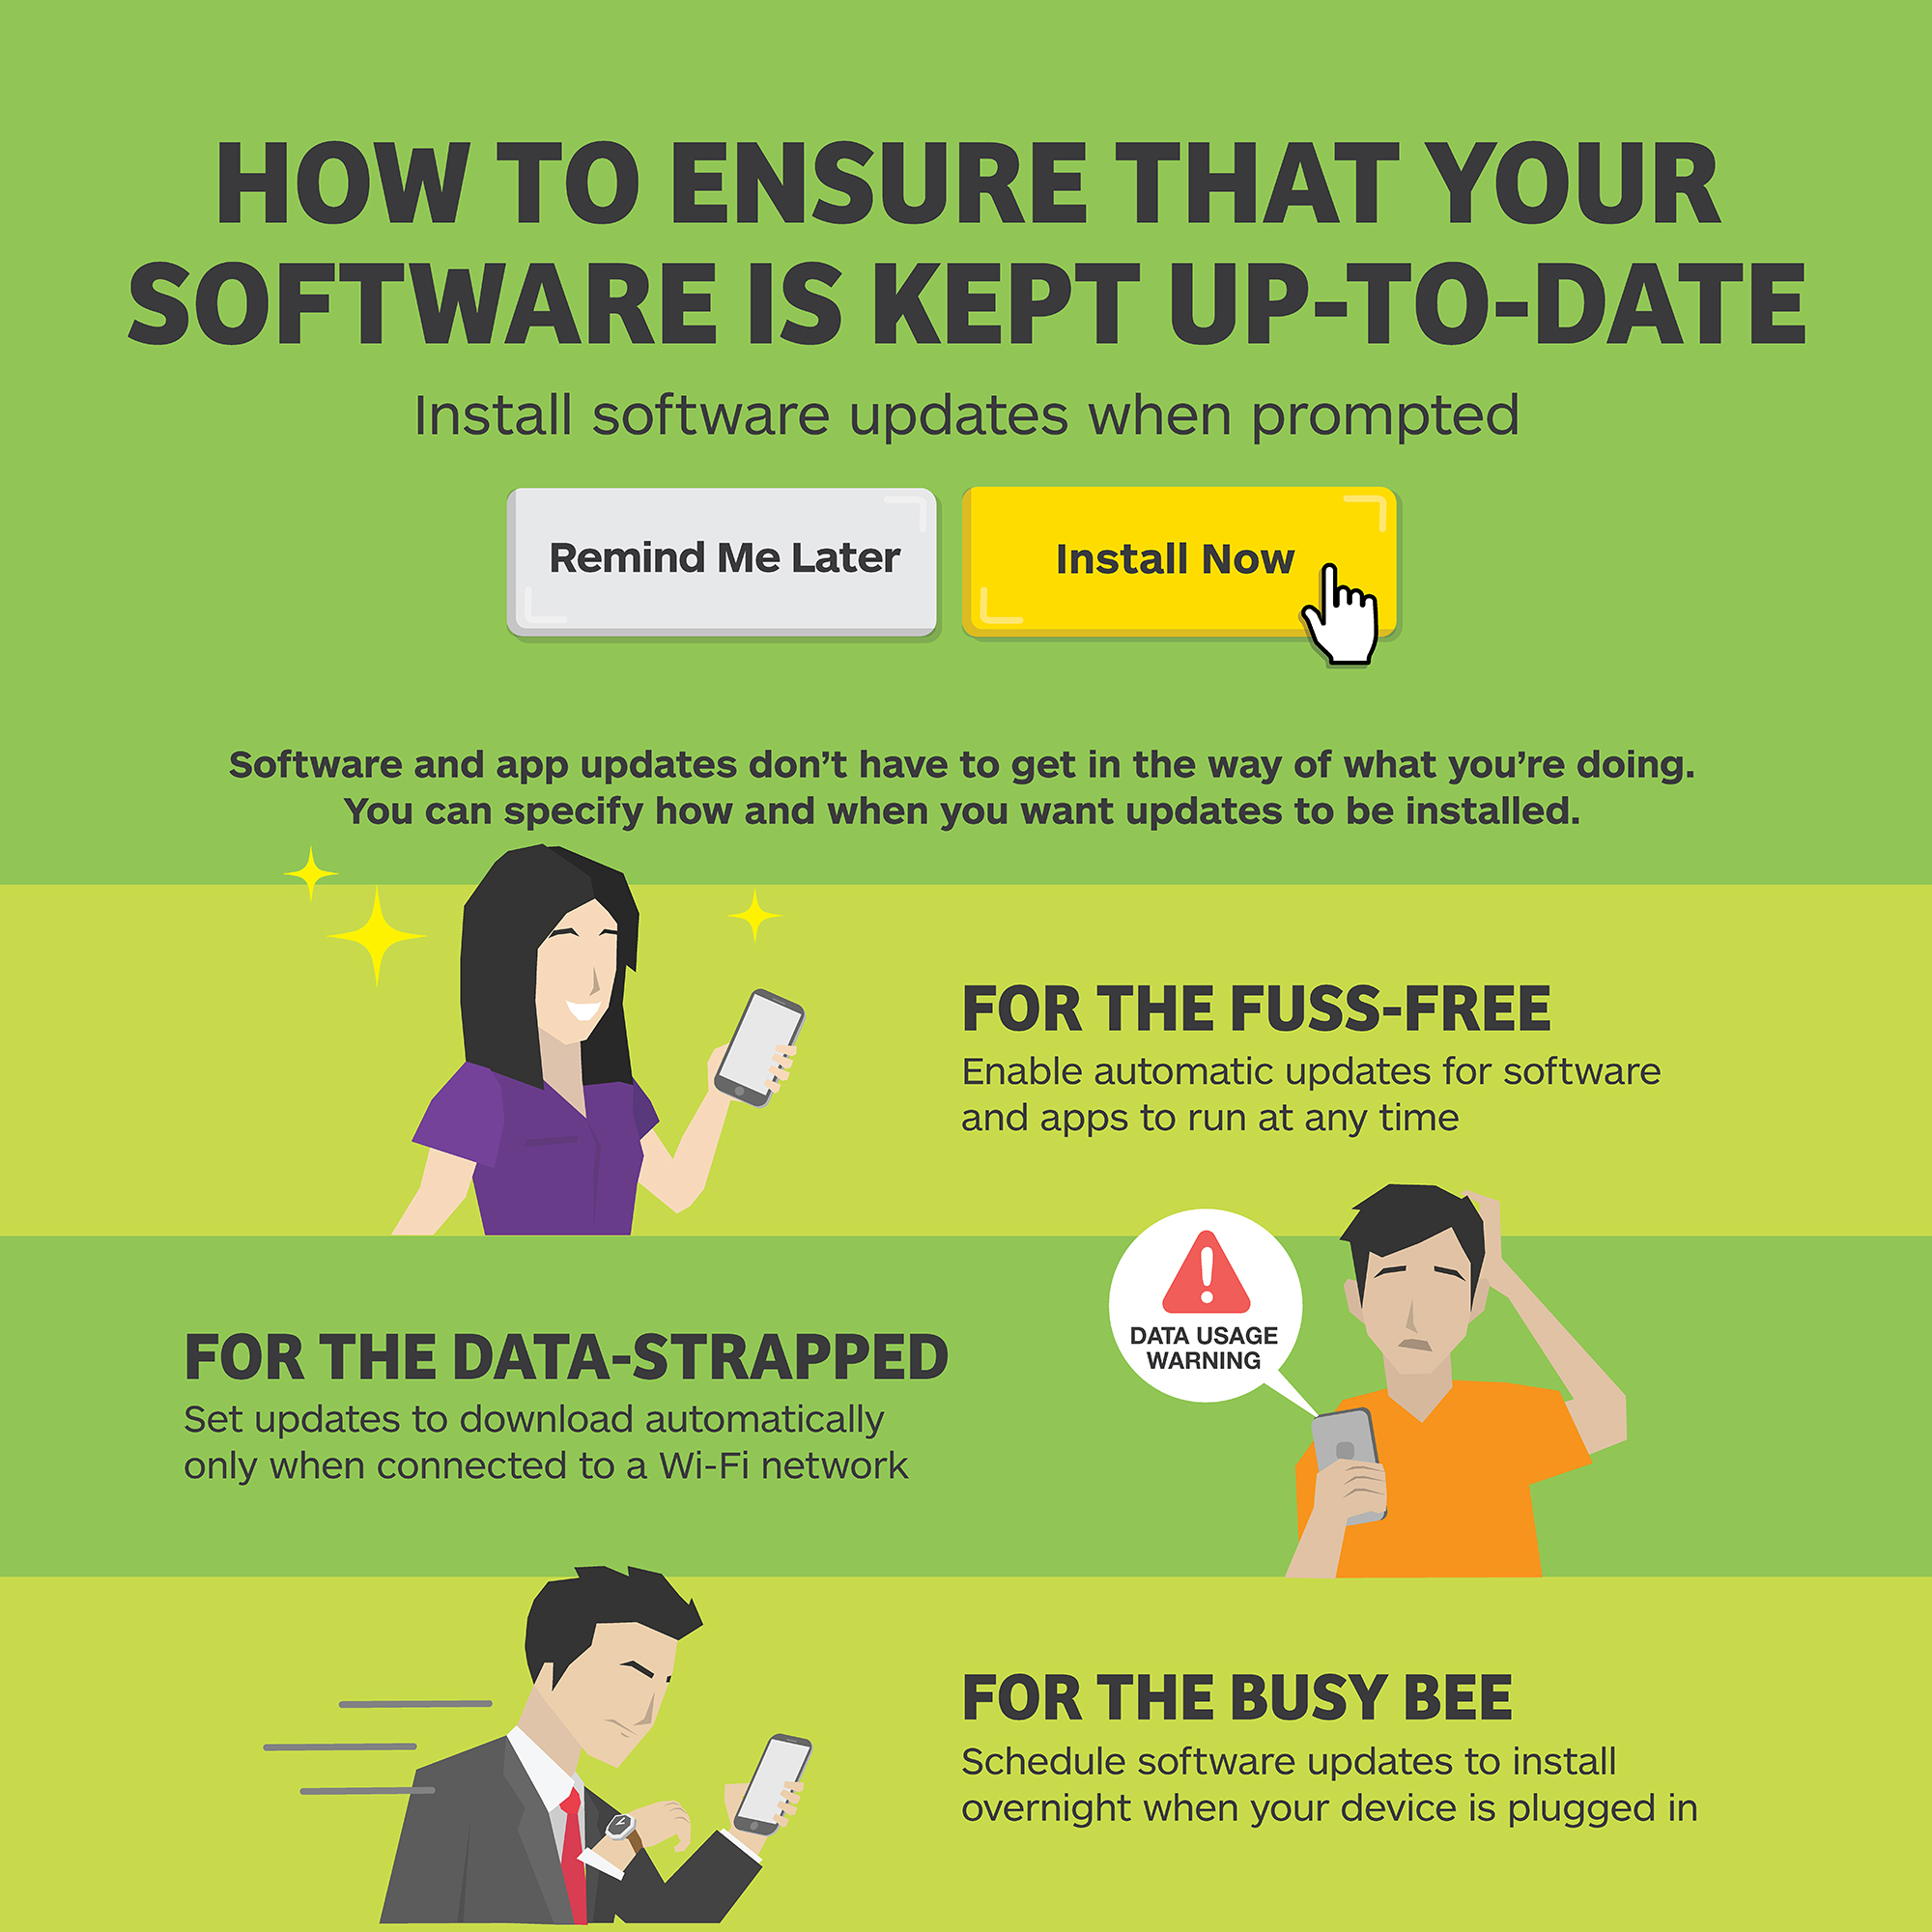 HOW TO ENSURE THAT YOUR
SOFTWARE IS KEPT UP-TO-DATE
Install software updates when prompted
Remind Me Later
Install Now
Software and app updates don't have to get in the way of what you're doing.
You can specify how and when you want updates to be installed.
FOR THE FUSS-FREE
Enable automatic updates for software
and apps to run at any time
DATA USAGE
WARNING
FOR THE DATA-STRAPPED
Set updates to download automatically
only when connected to a Wi-Fi network
FOR THE BUSY BEE
Schedule software updates to install
overnight when your device is plugged in